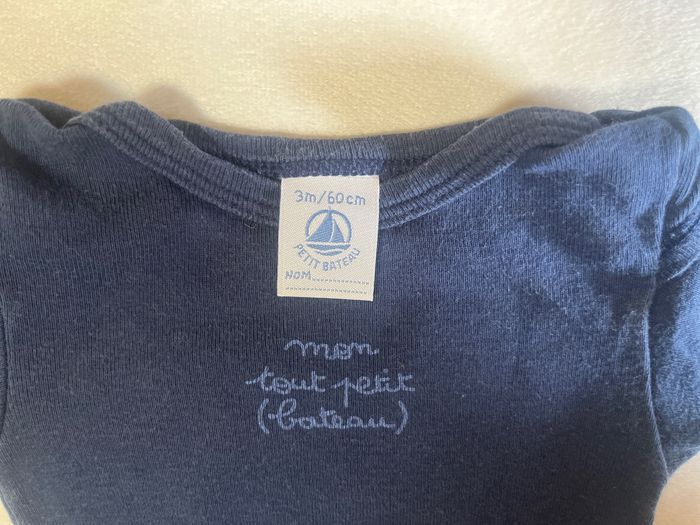 3m/60cm
PETIT BATEAU
NOM
mon
tout petit
(bateau)